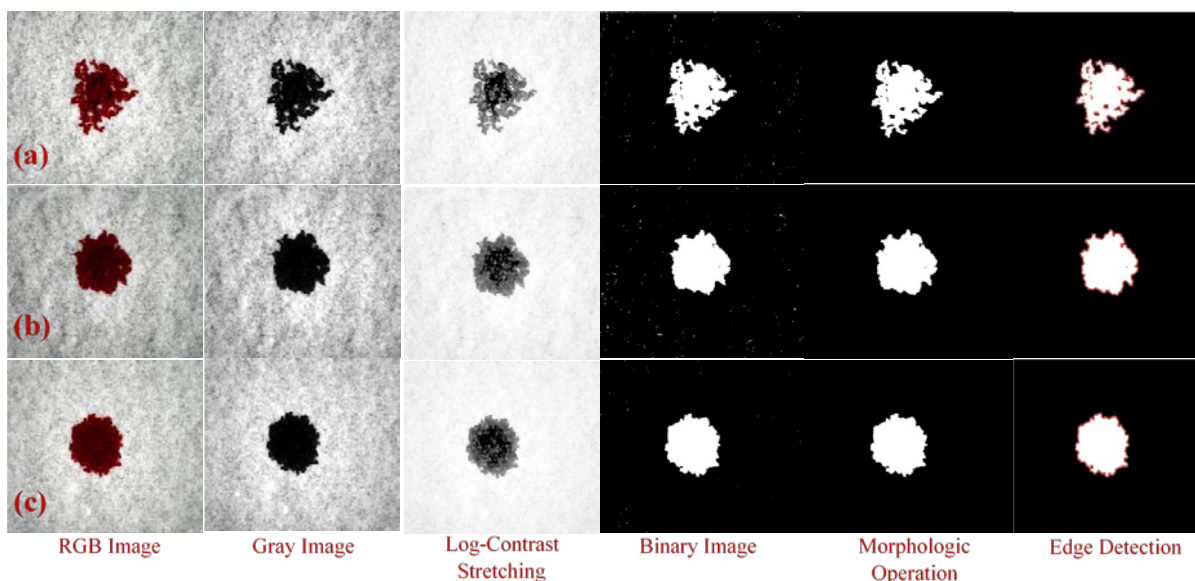 (a)
(b)
(c)
RGB Image
Gray Image
Log-Contrast
Stretching
Binary Image
Morphologic
Operation
Edge Detection